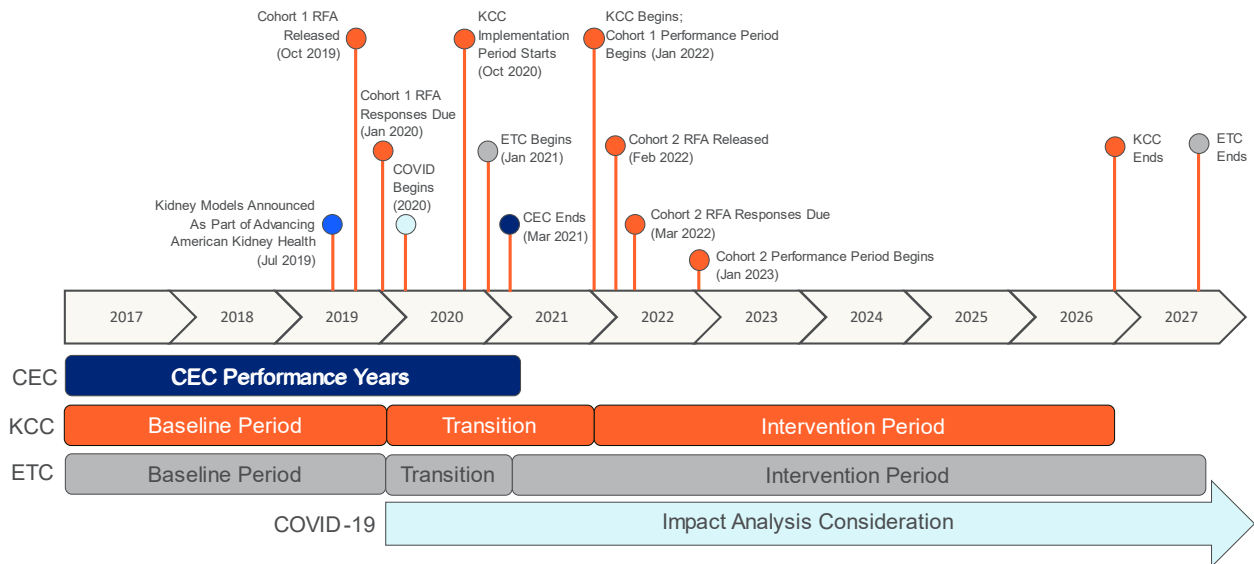 Cohort 1 RFA
Released
(Oct 2019)
KCC
Implementation
Period Starts
(Oct 2020)
KCC Begins;
Cohort 1 Performance Period
Begins (Jan 2022)
Cohort 1 RFA
Responses Due
(Jan 2020)
COVID
Begins
(2020)
ETC Begins
(Jan 2021)
Cohort 2 RFA Released
(Feb 2022)
KCC
Ends
ETC
Ends
Kidney Models Announced
As Part of Advancing
American Kidney Health
(Jul 2019)
CEC Ends
(Mar 2021)
Cohort 2 RFA Responses Due
(Mar 2022)
Cohort 2 Performance Period Begins
(Jan 2023)
2017 2018 2019 2020 2021 2022 2023 2024 2025 2026 2027
CEC CEC Performance Years
KCC Baseline Period Transition Intervention Period
ETC Baseline Period Transition Intervention Period
COVID-19 Impact Analysis Consideration